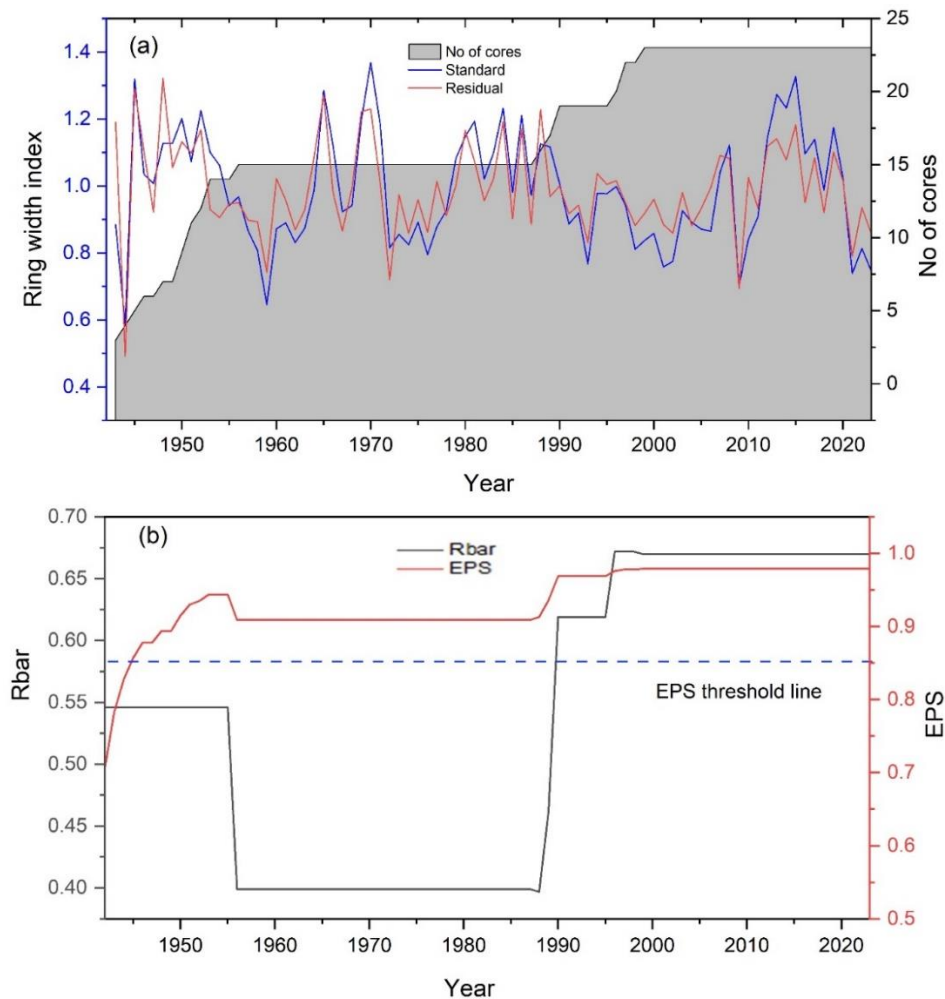 (a)
No of cores
Standard
Residual
Ring width index
1.4
1.2
1.0
0.8
0.6
0.4
No of cores
25
20
15
10
5
0
1950 1960 1970 1980 1990 2000 2010 2020
Year
(b)
Rbar
EPS
EPS threshold line
Rbar
0.70
0.65
0.60
0.55
0.50
0.45
0.40
EPS
1.0
0.9
0.8
0.7
0.6
0.5
1950 1960 1970 1980 1990 2000 2010 2020
Year